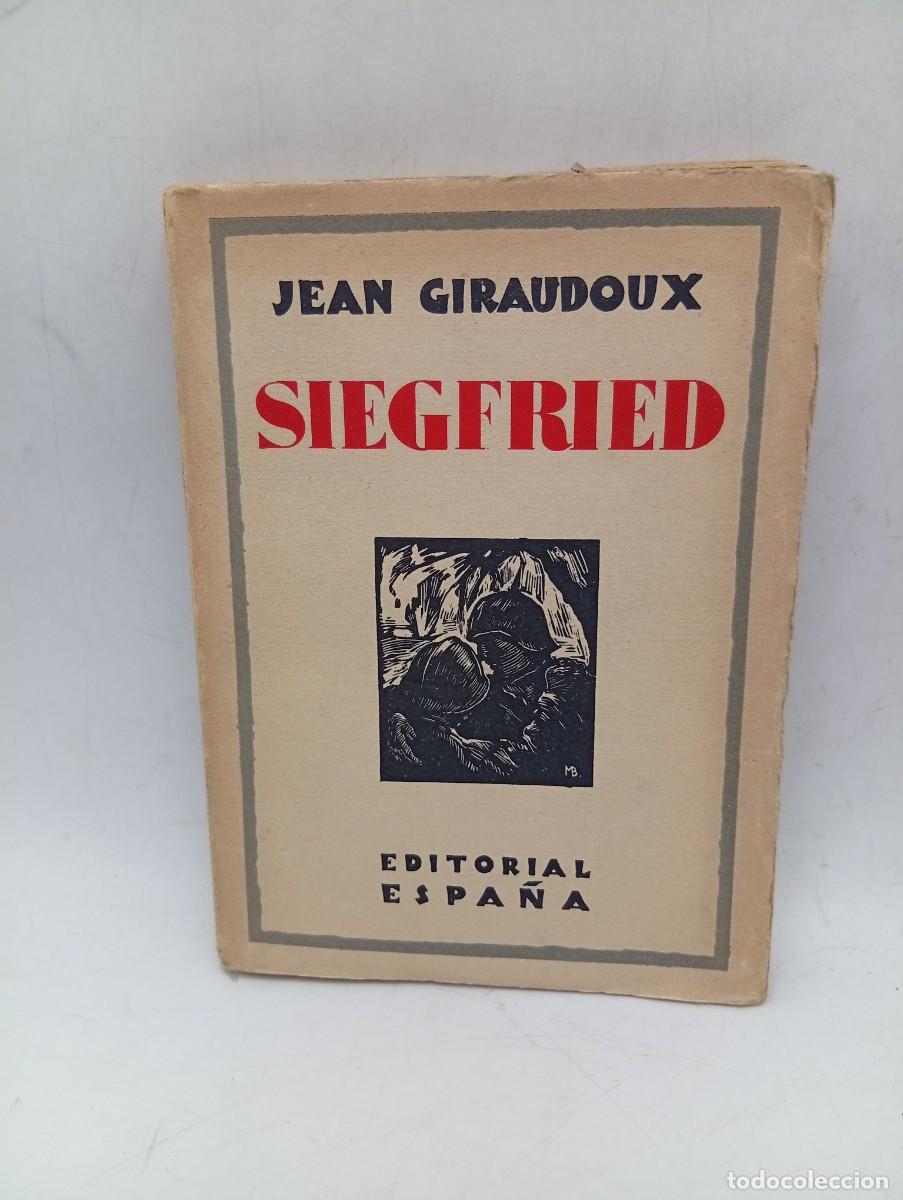 JEAN GIRAUDOUX
SIEGFRIED
MB.
EDITORIAL
ESPAÑA
todocoleccion